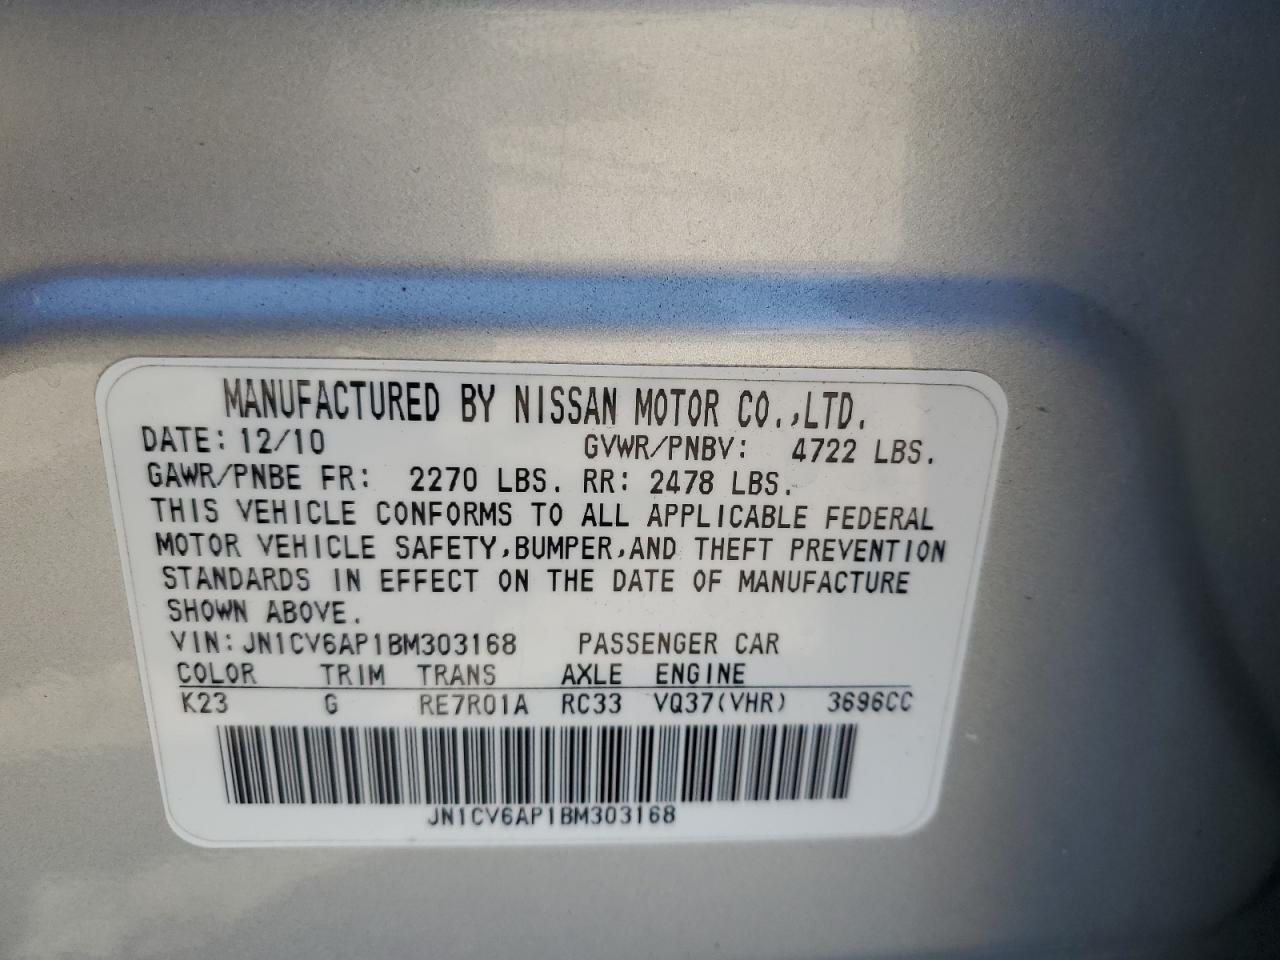 MANUFACTURED BY NISSAN MOTOR CO.,LTD.
DATE: 12/10 GVWR/PNBV: 4722 LBS.
GAWR/PNBE FR: 2270 LBS. RR: 2478 LBS.
THIS VEHICLE CONFORMS TO ALL APPLICABLE FEDERAL
MOTOR VEHICLE SAFETY,BUMPER,AND THEFT PREVENTION
STANDARDS IN EFFECT ON THE DATE OF MANUFACTURE
SHOWN ABOVE.
VIN: JN1CV6AP1BM303168 PASSENGER CAR
COLOR TRIM TRANS AXLE ENGINE
K23 G RE7R01A RC33 VQ37(VHR) 3696CC
JN1CV6AP1BM303168